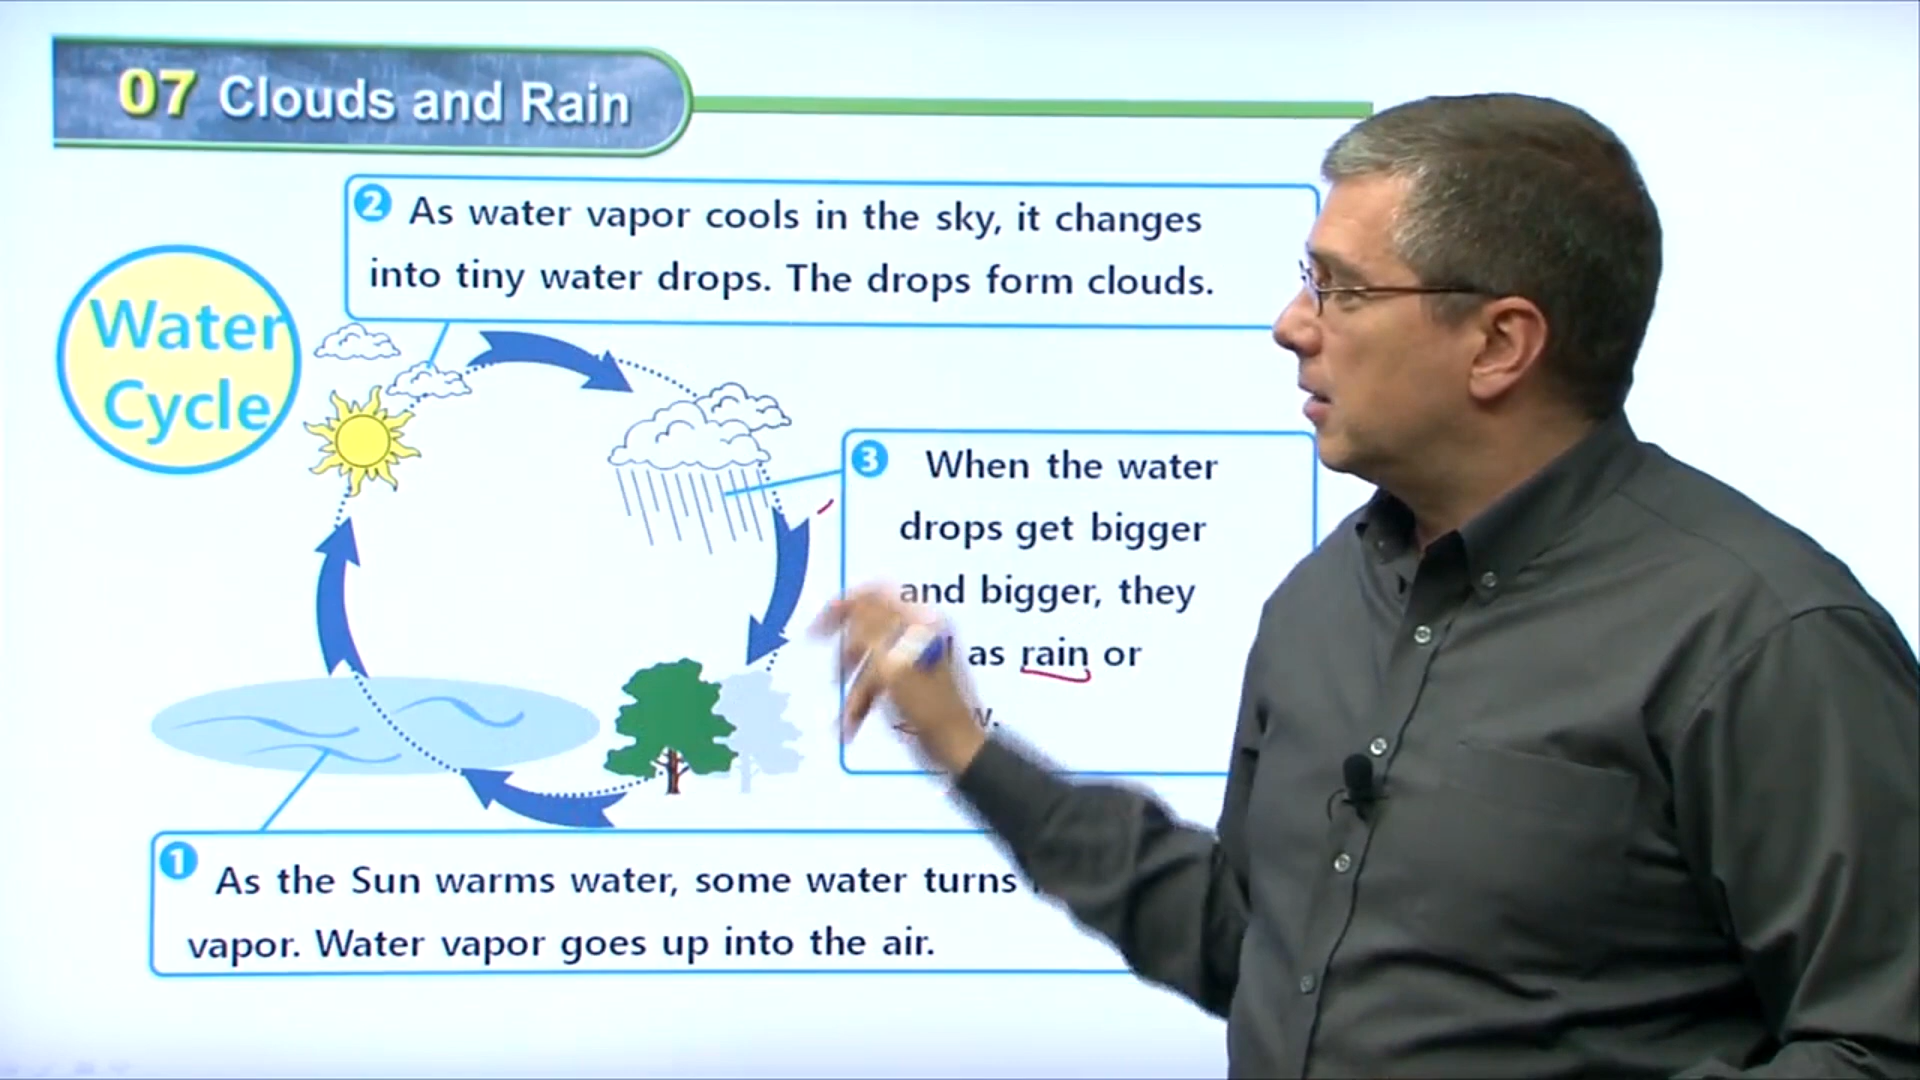 07 Clouds and Rain
2 As water vapor cools in the sky, it changes
into tiny water drops. The drops form clouds.
Water
Cycle
3 When the water
drops get bigger
and bigger, they
as rain or
1 As the Sun warms water, some water turns
vapor. Water vapor goes up into the air.